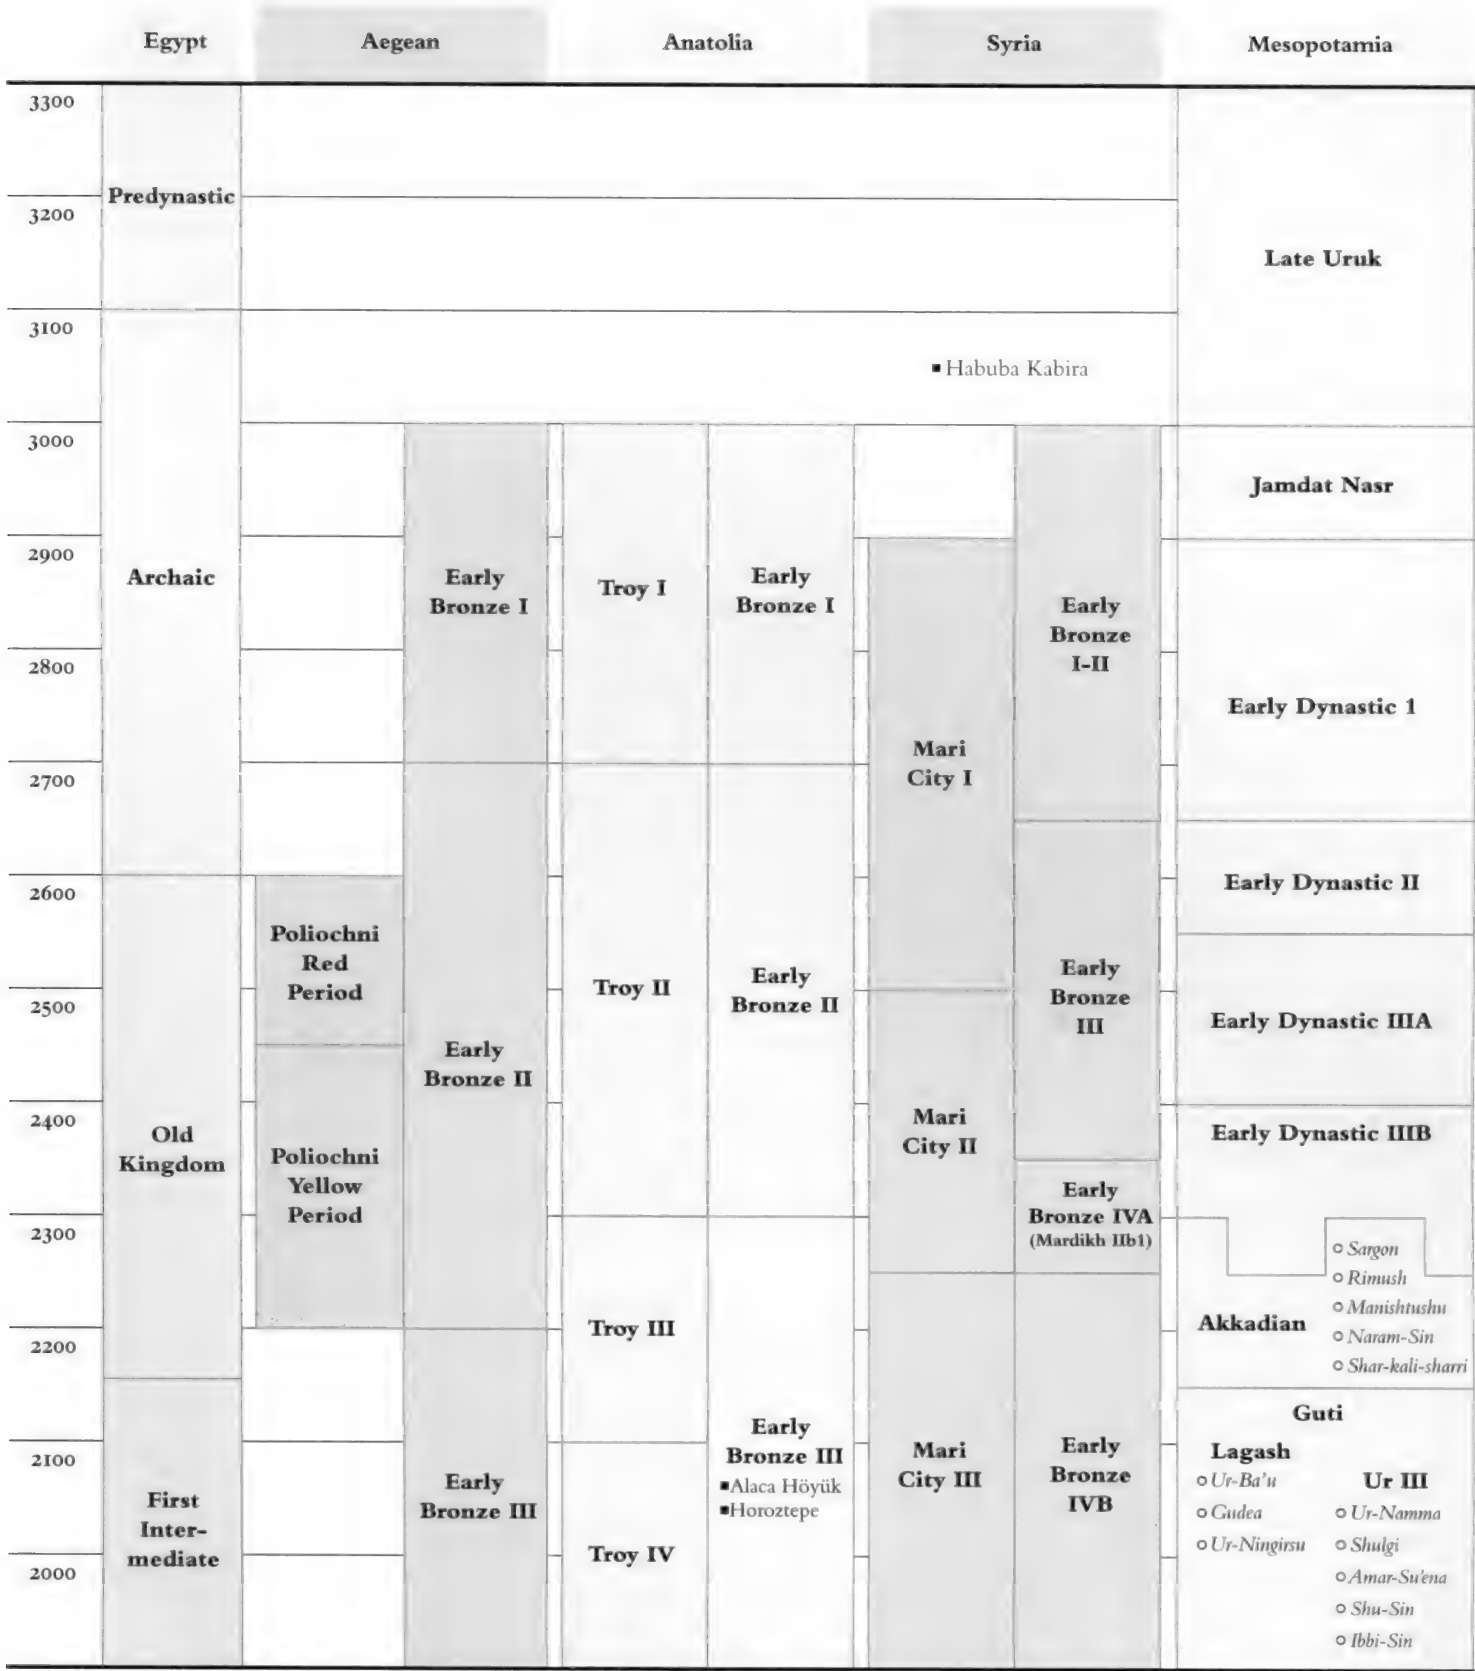 Egypt
Aegean
Anatolia
Syria
Mesopotamia
3300
Predynastic
3200
Late Uruk
3100
▪ Habuba Kabira
3000
Jamdat Nasr
2900
Archaic
Early
Bronze I
Troy I
Early
Bronze I
Early
Bronze
I-II
2800
Early Dynastic 1
Mari
City I
2700
2600
Early Dynastic II
Poliochni
Red
Period
2500
Troy II
Early
Bronze II
Early
Bronze
III
Early Dynastic IIIA
Early
Bronze II
2400
Old
Kingdom
Poliochni
Yellow
Period
Mari
City II
Early Dynastic IIIB
Early
Bronze IVA
(Mardikh IIb1)
2300
○ Sargon
○ Rimush
○ Manishtushu
○ Naram-Sin
○ Shar-kali-sharri
Akkadian
Troy III
2200
Guti
2100
Early
Bronze III
▪Alaca Höyük
▪Horoztepe
Mari
City III
Early
Bronze
IVB
Lagash
○ Ur-Ba'u
○ Gudea
○ Ur-Ningirsu
Ur III
○ Ur-Namma
○ Shulgi
○ Amar-Su'ena
○ Shu-Sin
○ Ibbi-Sin
First
Inter-
mediate
Early
Bronze III
Troy IV
2000